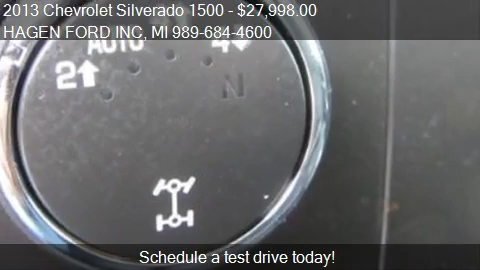 2013 Chevrolet Silverado 1500 - $27,998.00
HAGEN FORD INC, MI 989-684-4600
AUTO
2 4
N
Schedule a test drive today!